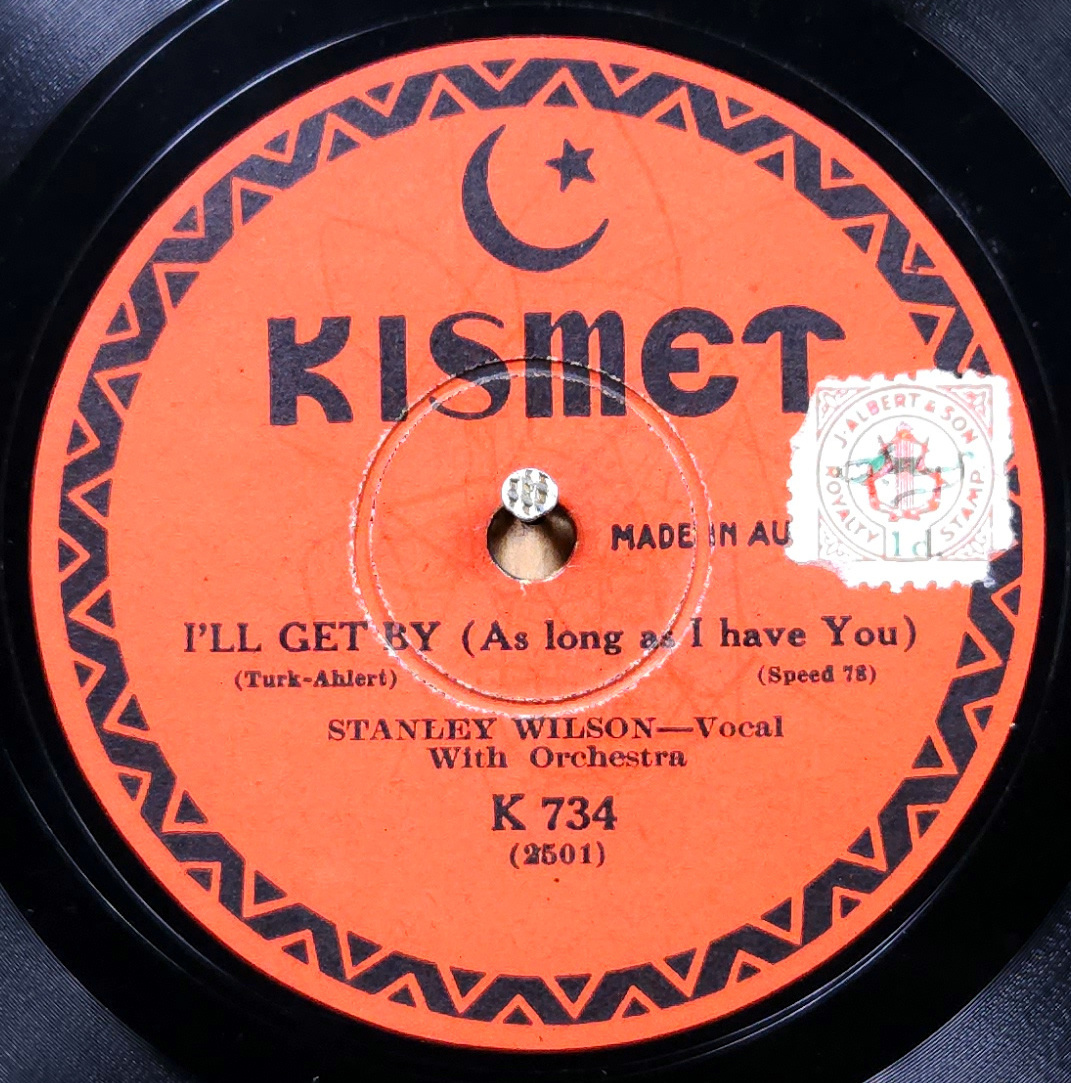 KISMET
J. ALBERT & SON
ROYALTY STAMP
1d.
MADE IN AU
I'LL GET BY (As long as I have You)
(Turk-Ahlert) (Speed 78)
STANLEY WILSON—Vocal
With Orchestra
K 734
(2501)